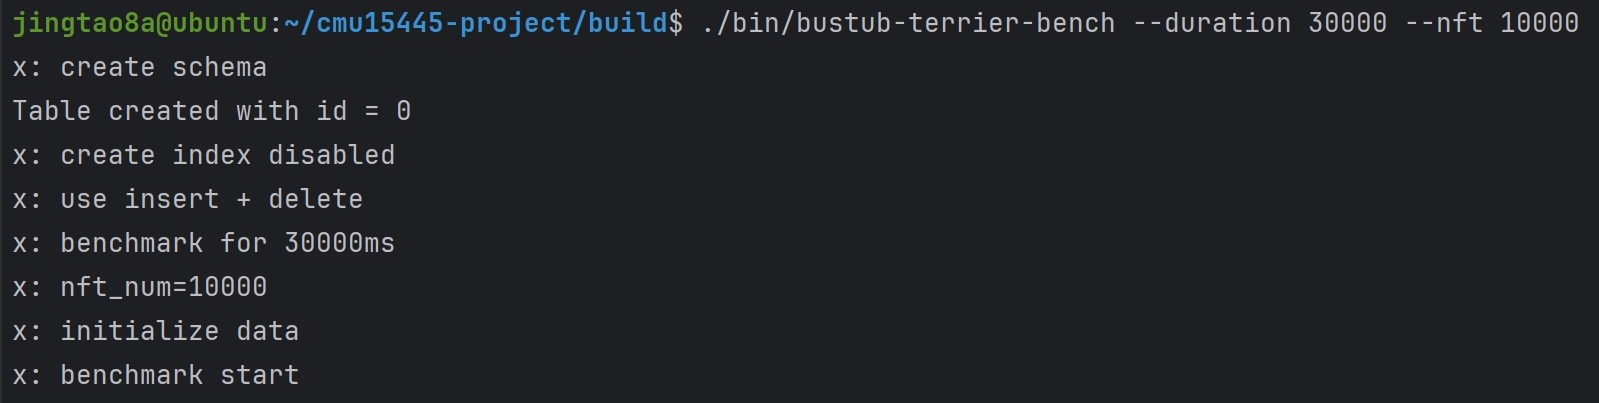 jingtao8a@ubuntu:~/cmu15445-project/build$ ./bin/bustub-terrier-bench --duration 30000 --nft 10000
x: create schema
Table created with id = 0
x: create index disabled
x: use insert + delete
x: benchmark for 30000ms
x: nft_num=10000
x: initialize data
x: benchmark start